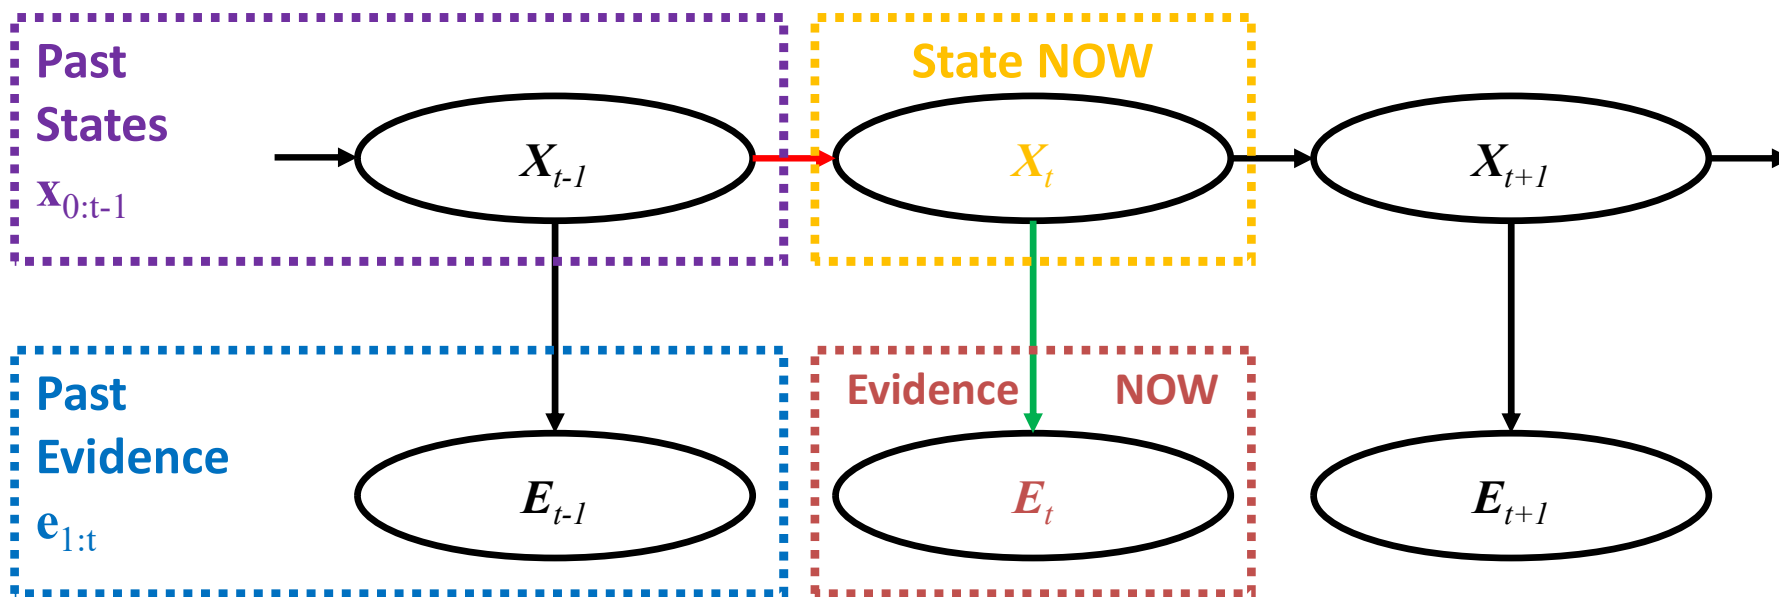 Past
States
x0:t-1
State NOW
Xt-1
Xt
Xt+1
Past
Evidence
e1:t
Evidence NOW
Et-1
Et
Et+1